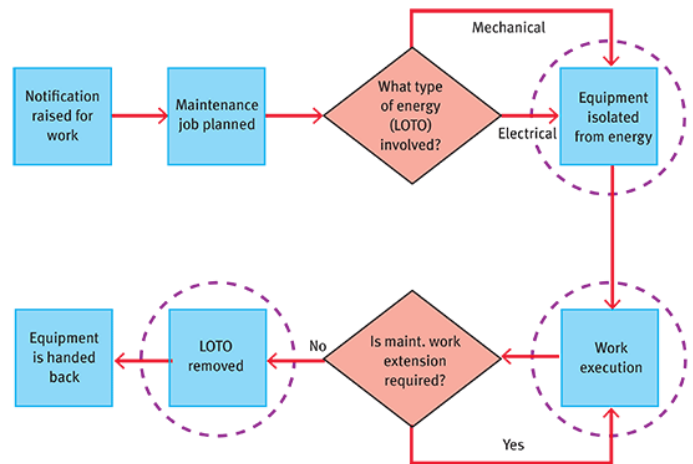 Mechanical
Notification
raised for
work
Maintenance
job planned
What type
of energy
(LOTO)
involved?
Electrical
Equipment
isolated
from energy
Equipment
is handed
back
LOTO
removed
No
Is maint. work
extension
required?
Work
execution
Yes